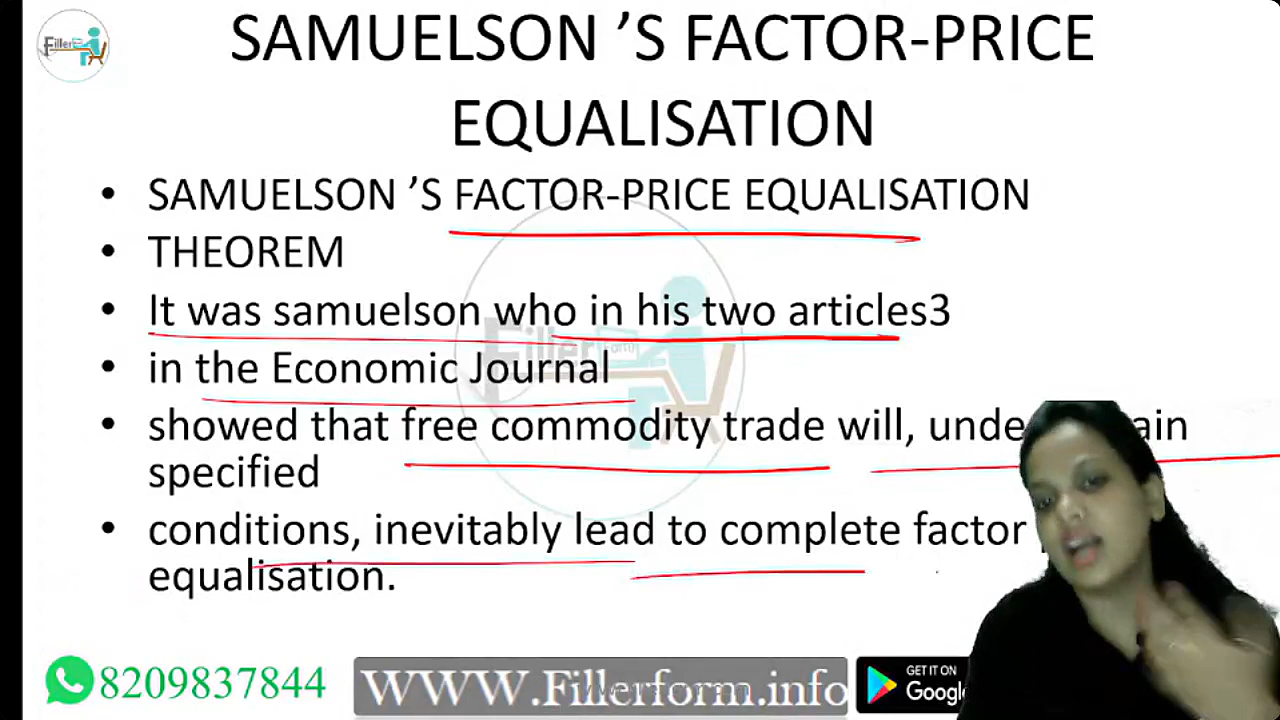 Filler
SAMUELSON ’S FACTOR-PRICE
EQUALISATION
• SAMUELSON ’S FACTOR-PRICE EQUALISATION
• THEOREM
• It was samuelson who in his two articles3
• in the Economic Journal
• showed that free commodity trade will,
specified
• conditions, inevitably lead to complete factor
equalisation.
8209837844
WWW.Fillerform.info
GET IT ON
Google